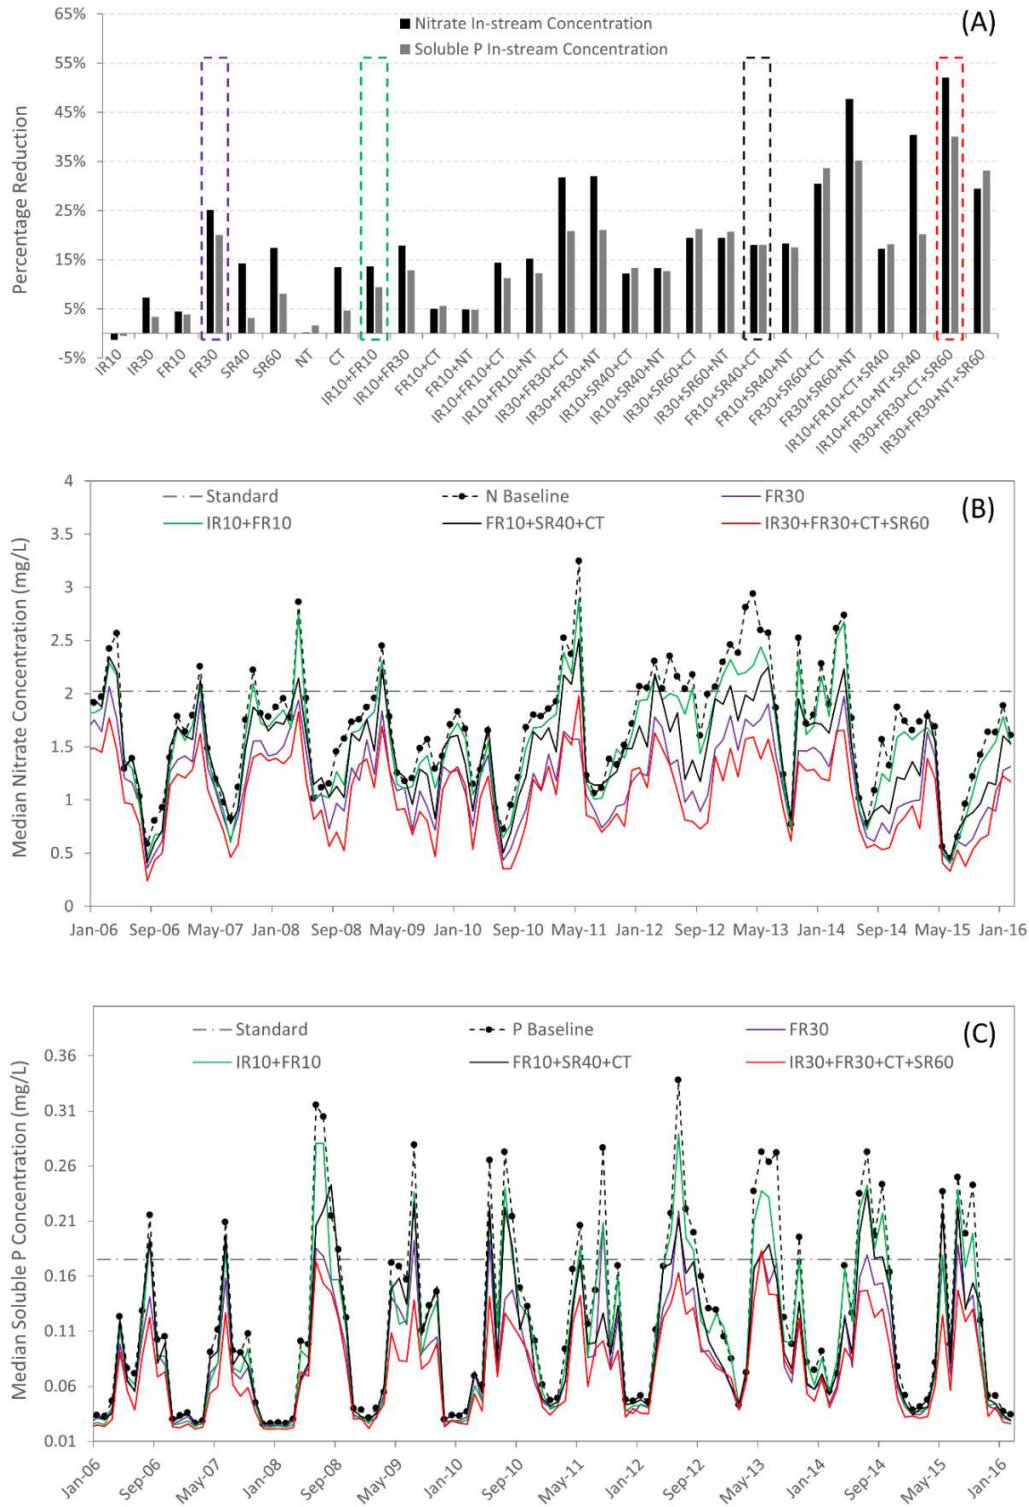 (A)
65%
55%
45%
35%
25%
15%
5%
-5%
Percentage Reduction
Nitrate In-stream Concentration
Soluble P In-stream Concentration
IR10
IR30
FR10
FR30
SR40
SR60
NT
CT
IR10+FR10
IR10+FR30
FR10+CT
FR10+NT
IR10+FR10+CT
IR10+FR10+NT
IR30+FR30+CT
IR30+FR30+NT
IR10+SR40+CT
IR10+SR40+NT
IR30+SR60+CT
IR30+SR60+NT
FR10+SR40+CT
FR10+SR40+NT
FR30+SR60+CT
FR30+SR60+NT
IR10+FR10+CT+SR40
IR10+FR10+NT+SR40
IR30+FR30+CT+SR60
IR30+FR30+NT+SR60
(B)
Median Nitrate Concentration (mg/L)
4
3.5
3
2.5
2
1.5
1
0.5
0
Standard
N Baseline
FR30
IR10+FR10
FR10+SR40+CT
IR30+FR30+CT+SR60
Jan-06 Sep-06 May-07 Jan-08 Sep-08 May-09 Jan-10 Sep-10 May-11 Jan-12 Sep-12 May-13 Jan-14 Sep-14 May-15 Jan-16
(C)
Median Soluble P Concentration (mg/L)
0.36
0.31
0.26
0.21
0.16
0.11
0.06
0.01
Standard
P Baseline
FR30
IR10+FR10
FR10+SR40+CT
IR30+FR30+CT+SR60
Jan-06 Sep-06 May-07 Jan-08 Sep-08 May-09 Jan-10 Sep-10 May-11 Jan-12 Sep-12 May-13 Jan-14 Sep-14 May-15 Jan-16